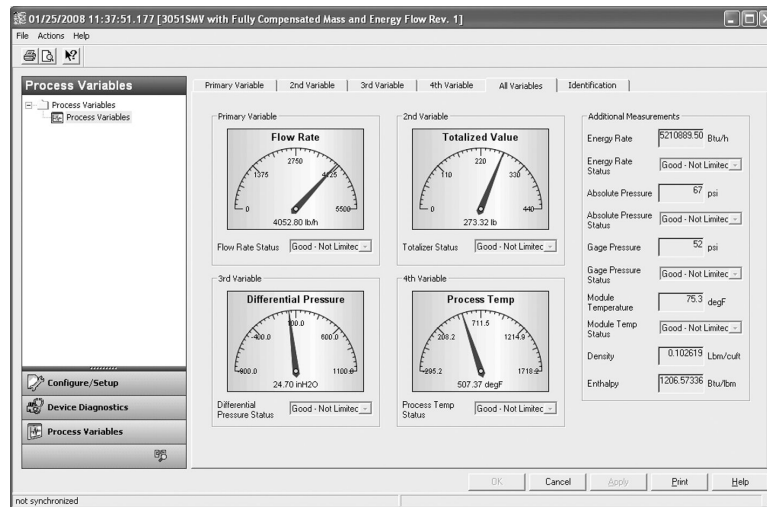 01/25/2008 11:37:51.177 [3051SMV with Fully Compensated Mass and Energy Flow Rev. 1]
File Actions Help
Process Variables
Process Variables
Process Variables
Configure/Setup
Device Diagnostics
Process Variables
Primary Variable 2nd Variable 3rd Variable 4th Variable All Variables Identification
Primary Variable
Flow Rate
0 1375 2750 4125 5500
4052.80 lb/h
Flow Rate Status Good - Not Limitec
2nd Variable
Totalized Value
0 110 220 330 440
273.32 lb
Totalizer Status Good - Not Limitec
3rd Variable
Differential Pressure
-900.0 -400.0 100.0 600.0 1100.0
24.70 inH2O
Differential
Pressure Status Good - Not Limitec
4th Variable
Process Temp
-295.2 208.2 711.5 1214.9 1718.2
507.37 degF
Process Temp
Status Good - Not Limitec
Additional Measurements
Energy Rate 5210889.50 Btu/h
Energy Rate
Status Good - Not Limitec
Absolute Pressure 67 psi
Absolute Pressure
Status Good - Not Limitec
Gage Pressure 52 psi
Gage Pressure
Status Good - Not Limitec
Module
Temperature 75.3 degF
Module Temp
Status Good - Not Limitec
Density 0.102619 Lbm/cuft
Enthalpy 1206.57336 Btu/lbm
OK Cancel Apply Print Help
not synchronized